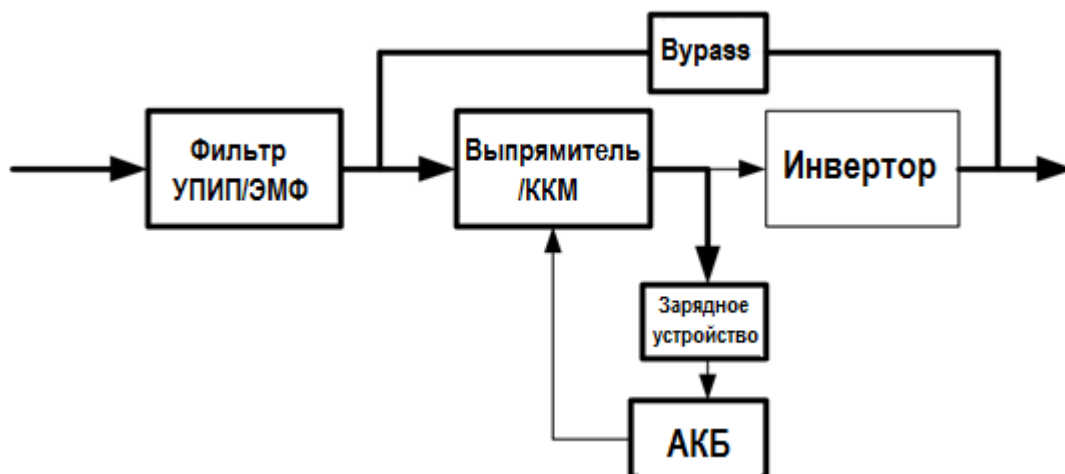 Bypass
Фильтр
УПИП/ЭМФ
Выпрямитель
/ККМ
Инвертор
Зарядное
устройство
АКБ